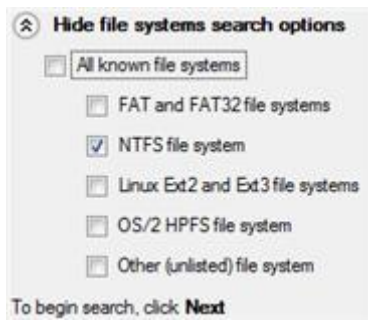 Hide file systems search options
All known file systems
FAT and FAT32 file systems
NTFS file system
Linux Ext2 and Ext3 file systems
OS/2 HPFS file system
Other (unlisted) file system
To begin search, click Next